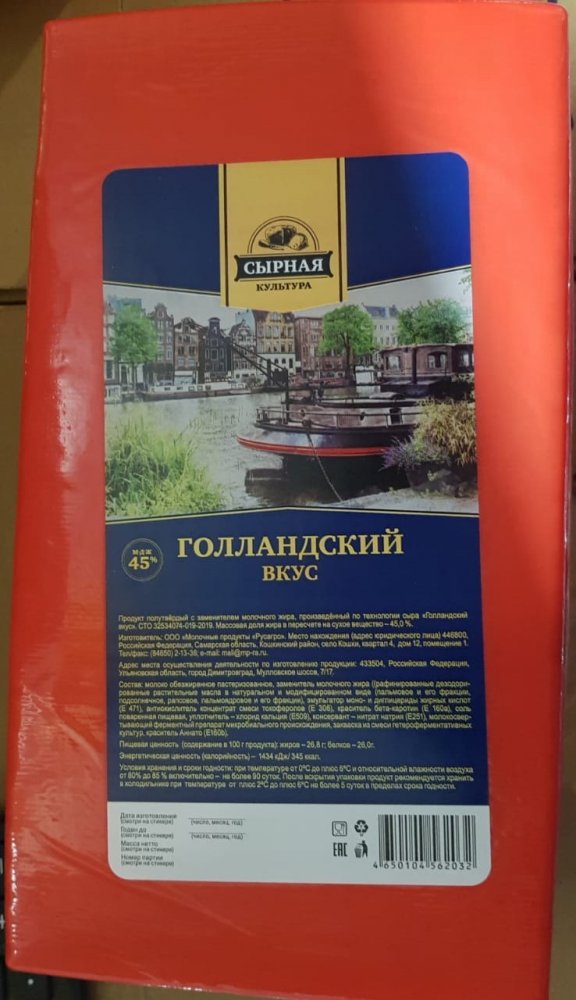 СЫРНАЯ
КУЛЬТУРА
МДЖ
45%
ГОЛЛАНДСКИЙ
ВКУС
Продукт полутвёрдый с заменителем молочного жира, произведённый по технологии сыра «Голландский
вкус». СТО 32534074-019-2019. Массовая доля жира в пересчете на сухое вещество – 45,0 %.
Изготовитель: ООО «Молочные продукты «Русагро». Место нахождения (адрес юридического лица) 446800,
Российская Федерация, Самарская область, Кошкинский район, село Кошки, квартал 4, дом 12, помещение 1.
Тел/факс: (84650) 2-13-36; e-mail: mail@mp-ra.ru.
Адрес места осуществления деятельности по изготовлению продукции: 433504, Российская Федерация,
Ульяновская область, город Димитровград, Мулловское шоссе, 7/17.
Состав: молоко обезжиренное пастеризованное, заменитель молочного жира ((рафинированные дезодори-
рованные растительные масла в натуральном и модифицированном виде (пальмовое и его фракции,
подсолнечное, рапсовое, пальмоядровое и его фракции), эмульгатор моно- и диглицериды жирных кислот
(Е 471), антиокислитель концентрат смеси токоферолов (Е 306), краситель бета-каротин (Е 160а), соль
поваренная пищевая, уплотнитель – хлорид кальция (Е509), консервант – нитрат натрия (Е251), молокосвер-
тывающий ферментный препарат микробиального происхождения, закваска из смеси гетероферментативных
культур, краситель Аннато (Е160b).
Пищевая ценность (содержание в 100 г продукта): жиров – 26,8 г; белков – 26,0г.
Энергетическая ценность (калорийность) – 1434 кДж/ 345 ккал.
Условия хранения и сроки годности: при температуре от 0°С до плюс 6°С и относительной влажности воздуха
от 80% до 85 % включительно – не более 90 суток. После вскрытия упаковки продукт рекомендуется хранить
в холодильнике при температуре от плюс 2°С до плюс 6°С не более 5 суток в пределах срока годности.
Дата изготовления
(смотри на стикере) (число, месяц, год)
Годен до
(смотри на стикере) (число, месяц, год)
Масса нетто
(смотри на стикере)
Номер партии
(смотри на стикере)
EAC
4 650104 562032